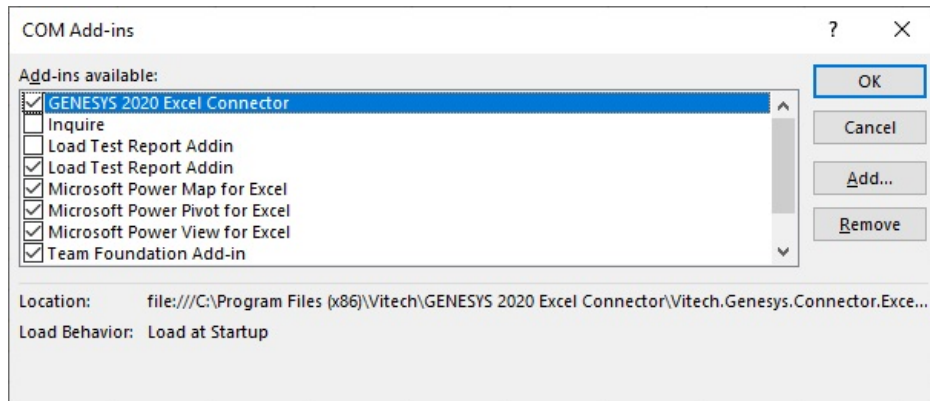 COM Add-ins ? X
Add-ins available:
GENESYS 2020 Excel Connector
Inquire
Load Test Report Addin
Load Test Report Addin
Microsoft Power Map for Excel
Microsoft Power Pivot for Excel
Microsoft Power View for Excel
Team Foundation Add-in
OK
Cancel
Add...
Remove
Location: file:///C:\Program Files (x86)\Vitech\GENESYS 2020 Excel Connector\Vitech.Genesys.Connector.Exce...
Load Behavior: Load at Startup